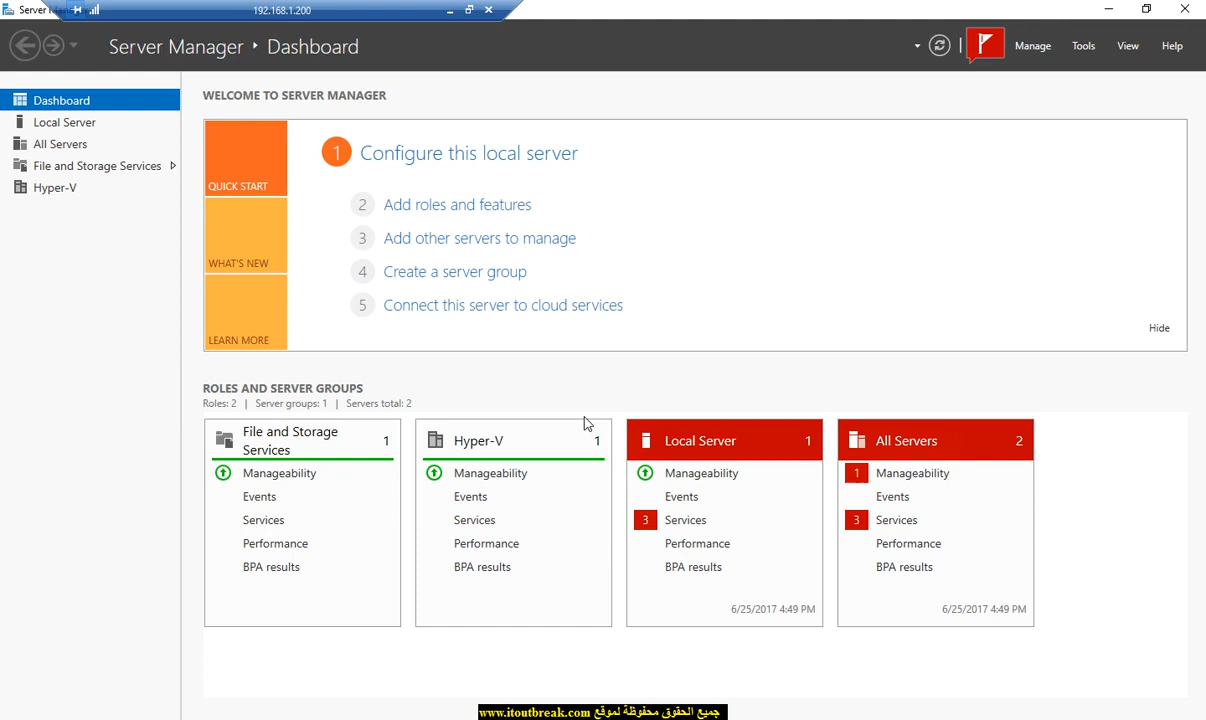 Server Manager
192.168.1.200
Server Manager ‣ Dashboard
Manage
Tools
View
Help
Dashboard
Local Server
All Servers
File and Storage Services
Hyper-V
WELCOME TO SERVER MANAGER
QUICK START
WHAT'S NEW
LEARN MORE
1 Configure this local server
2 Add roles and features
3 Add other servers to manage
4 Create a server group
5 Connect this server to cloud services
Hide
ROLES AND SERVER GROUPS
Roles: 2 | Server groups: 1 | Servers total: 2
File and Storage
Services
1
Manageability
Events
Services
Performance
BPA results
Hyper-V 1
Manageability
Events
Services
Performance
BPA results
Local Server 1
Manageability
Events
3 Services
Performance
BPA results
6/25/2017 4:49 PM
All Servers 2
1 Manageability
Events
3 Services
Performance
BPA results
6/25/2017 4:49 PM
جميع الحقوق محفوظة لموقع www.itoutbreak.com